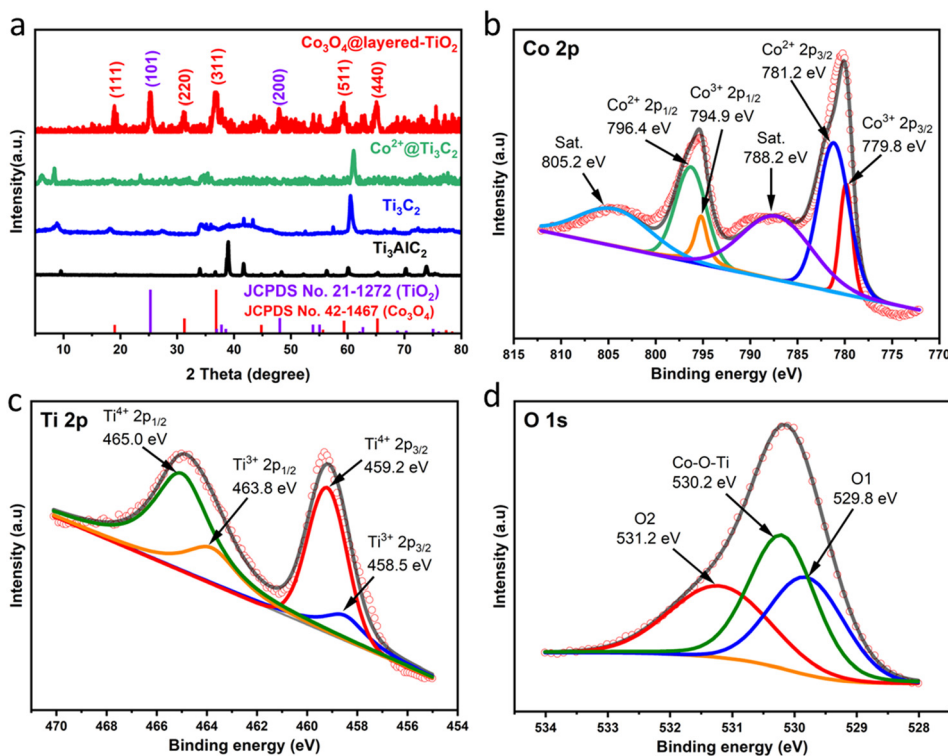 a
Co₃O₄@layered-TiO₂
(111)
(101)
(220)
(311)
(200)
(511)
(440)
Co²⁺@Ti₃C₂
Ti₃C₂
Ti₃AlC₂
JCPDS No. 21-1272 (TiO₂)
JCPDS No. 42-1467 (Co₃O₄)
Intensity(a.u.)
10 20 30 40 50 60 70 80
2 Theta (degree)
b
Co 2p
Co²⁺ 2p₃/₂
781.2 eV
Co³⁺ 2p₁/₂
794.9 eV
Co²⁺ 2p₁/₂
796.4 eV
Co³⁺ 2p₃/₂
779.8 eV
Sat.
805.2 eV
Sat.
788.2 eV
Intensity (a.u)
815 810 805 800 795 790 785 780 775 770
Binding energy (eV)
c
Ti 2p
Ti⁴⁺ 2p₁/₂
465.0 eV
Ti³⁺ 2p₁/₂
463.8 eV
Ti⁴⁺ 2p₃/₂
459.2 eV
Ti³⁺ 2p₃/₂
458.5 eV
Intensity (a.u)
470 468 466 464 462 460 458 456 454
Binding energy (eV)
d
O 1s
Co-O-Ti
530.2 eV
O1
529.8 eV
O2
531.2 eV
Intensity (a.u)
534 533 532 531 530 529 528
Binding energy (eV)